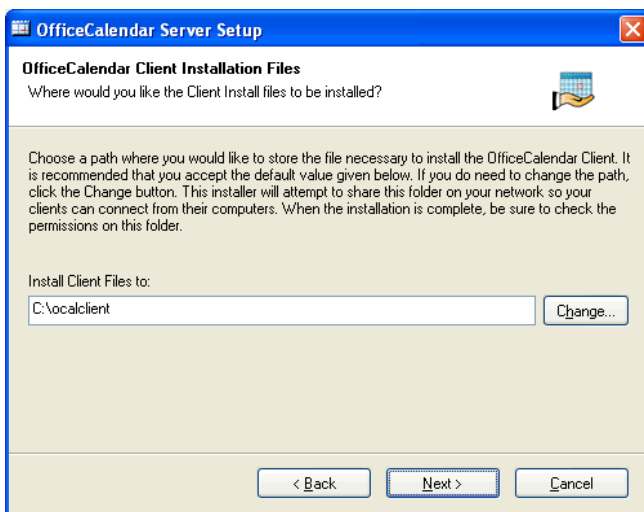 OfficeCalendar Server Setup
OfficeCalendar Client Installation Files
Where would you like the Client Install files to be installed?
Choose a path where you would like to store the file necessary to install the OfficeCalendar Client. It
is recommended that you accept the default value given below. If you do need to change the path,
click the Change button. This installer will attempt to share this folder on your network so your
clients can connect from their computers. When the installation is complete, be sure to check the
permissions on this folder.
Install Client Files to:
C:\ocalclient
Change...
< Back
Next >
Cancel